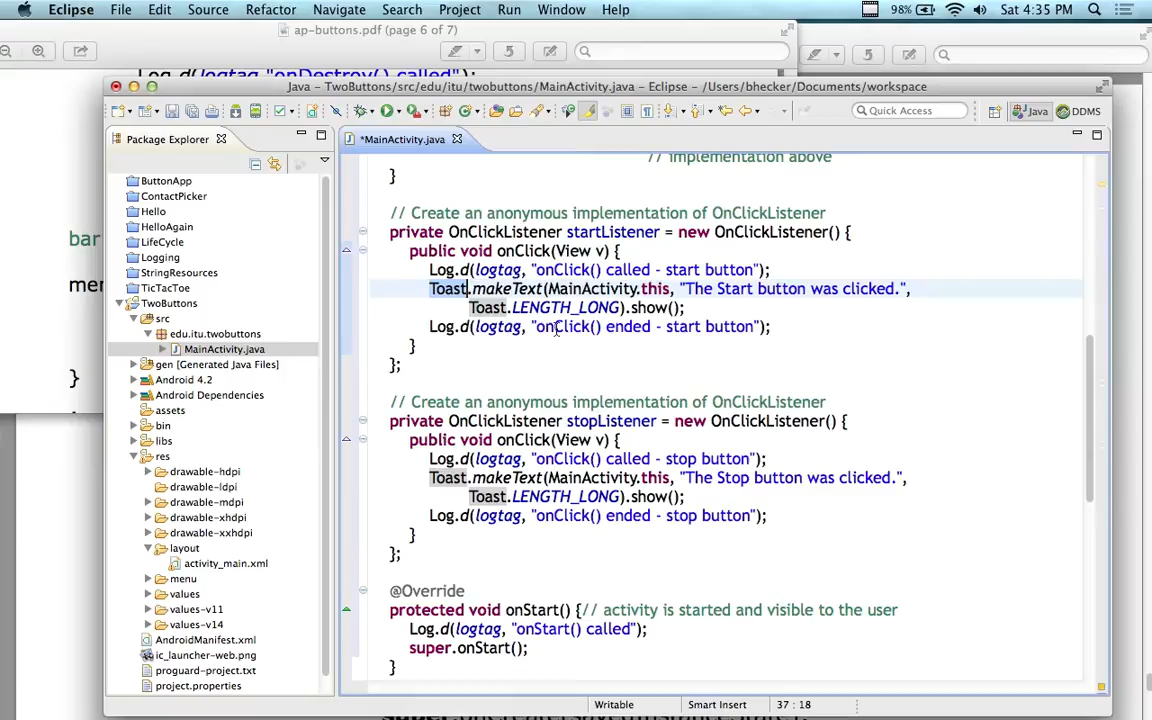 Eclipse File Edit Source Refactor Navigate Search Project Run Window Help 98% Sat 4:35 PM
ap-buttons.pdf (page 6 of 7)
Log.d(logtag, "onDestroy() called");
Java – TwoButtons/src/edu/itu/twobuttons/MainActivity.java – Eclipse – /Users/bhecker/Documents/workspace
Quick Access
Java
DDMS
Package Explorer
*MainActivity.java
ButtonApp
ContactPicker
Hello
HelloAgain
LifeCycle
Logging
StringResources
TicTacToe
TwoButtons
src
edu.itu.twobuttons
MainActivity.java
gen [Generated Java Files]
Android 4.2
Android Dependencies
assets
bin
libs
res
drawable-hdpi
drawable-ldpi
drawable-mdpi
drawable-xhdpi
drawable-xxhdpi
layout
activity_main.xml
menu
values
values-v11
values-v14
AndroidManifest.xml
ic_launcher-web.png
proguard-project.txt
project.properties
bar
}
// implementation above
}
// Create an anonymous implementation of OnClickListener
private OnClickListener startListener = new OnClickListener() {
public void onClick(View v) {
Log.d(logtag, "onClick() called - start button");
Toast.makeText(MainActivity.this, "The Start button was clicked.",
Toast.LENGTH_LONG).show();
Log.d(logtag, "onClick() ended - start button");
}
};
// Create an anonymous implementation of OnClickListener
private OnClickListener stopListener = new OnClickListener() {
public void onClick(View v) {
Log.d(logtag, "onClick() called - stop button");
Toast.makeText(MainActivity.this, "The Stop button was clicked.",
Toast.LENGTH_LONG).show();
Log.d(logtag, "onClick() ended - stop button");
}
};
@Override
protected void onStart() {// activity is started and visible to the user
Log.d(logtag, "onStart() called");
super.onStart();
}
Writable
Smart Insert
37 : 18